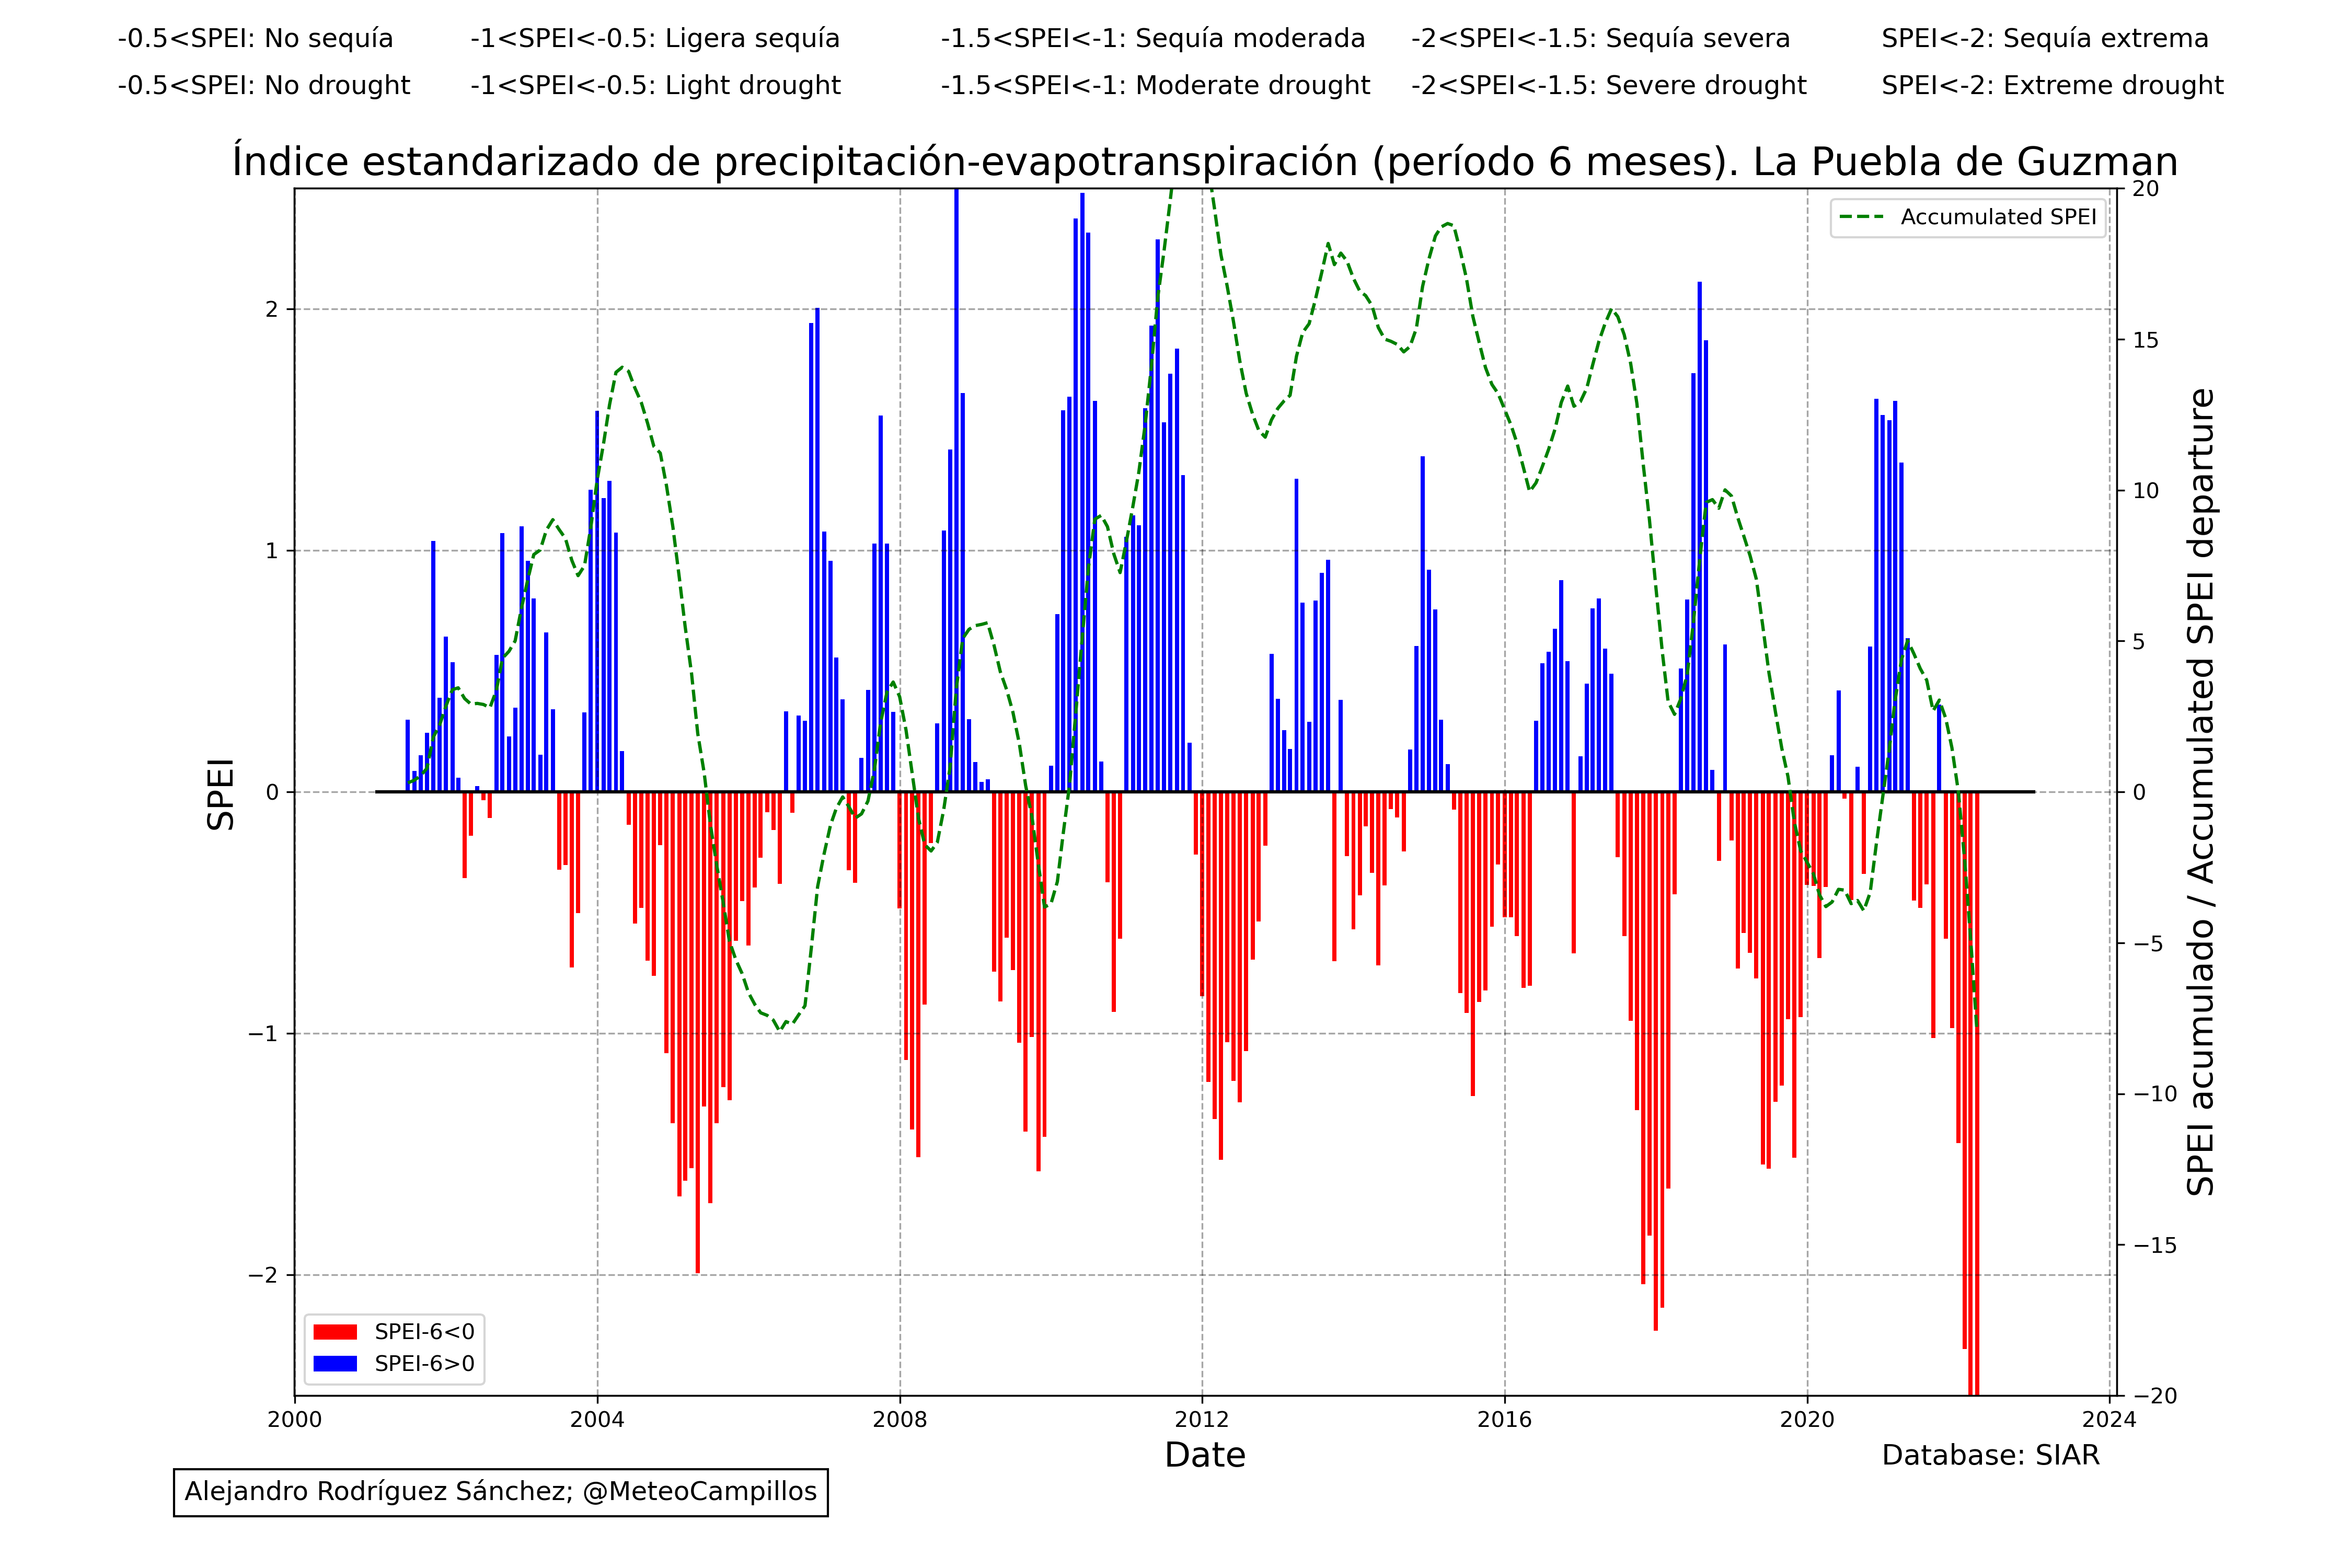 -0.5<SPEI: No sequía -1<SPEI<-0.5: Ligera sequía -1.5<SPEI<-1: Sequía moderada -2<SPEI<-1.5: Sequía severa SPEI<-2: Sequía extrema
-0.5<SPEI: No drought -1<SPEI<-0.5: Light drought -1.5<SPEI<-1: Moderate drought -2<SPEI<-1.5: Severe drought SPEI<-2: Extreme drought
Índice estandarizado de precipitación-evapotranspiración (período 6 meses). La Puebla de Guzman
Accumulated SPEI
SPEI
2
1
0
−1
−2
20
15
10
5
0
−5
−10
−15
−20
SPEI acumulado / Accumulated SPEI departure
SPEI-6<0
SPEI-6>0
2000 2004 2008 2012 2016 2020 2024
Date
Database: SIAR
Alejandro Rodríguez Sánchez; @MeteoCampillos